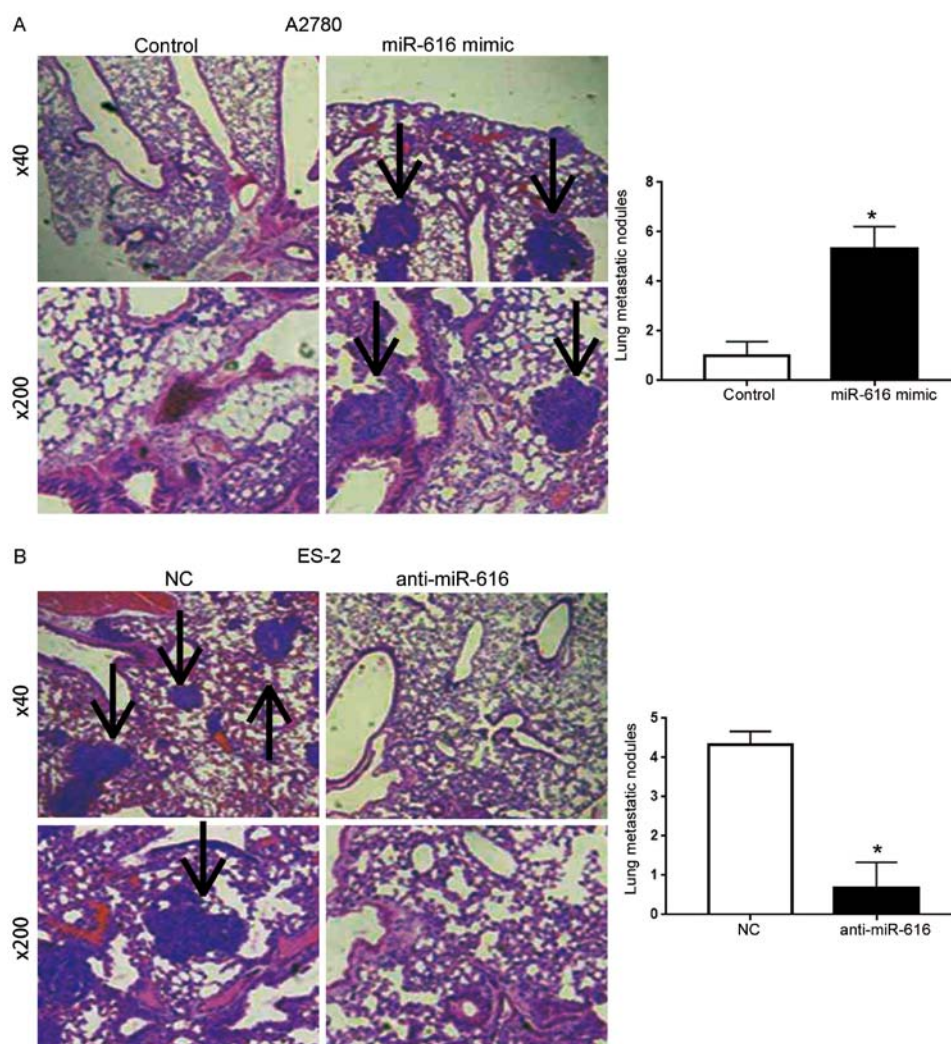 A
A2780
Control
miR-616 mimic
x40
x200
Lung metastatic nodules
8
6
4
2
0
*
Control
miR-616 mimic
B
ES-2
NC
anti-miR-616
x40
x200
Lung metastatic nodules
5
4
3
2
1
0
*
NC
anti-miR-616